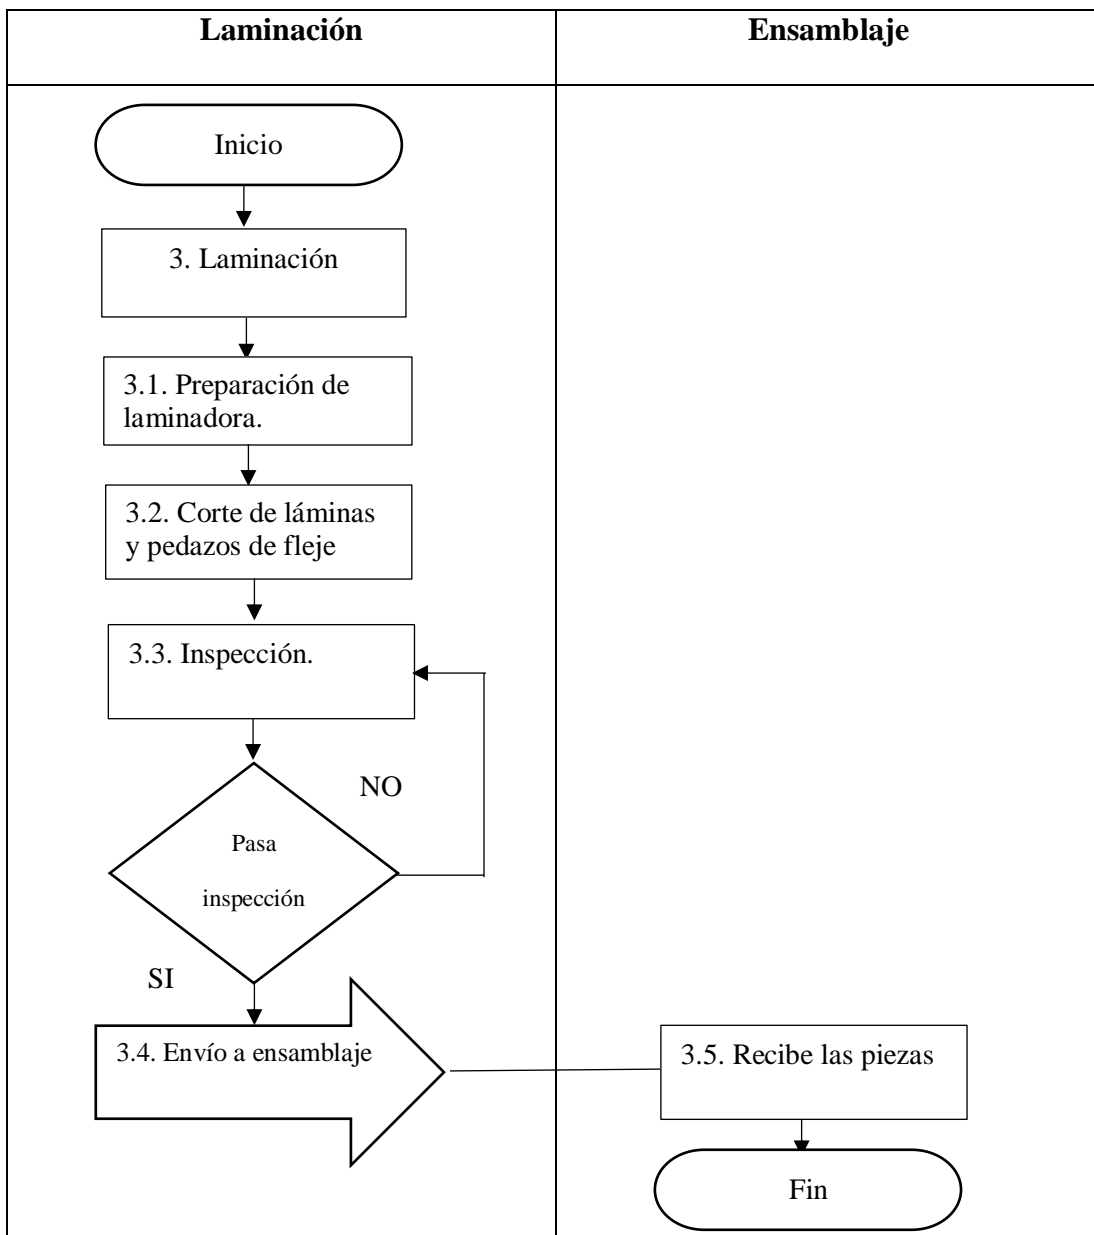 Laminación
Ensamblaje
Inicio
3. Laminación
3.1. Preparación de
laminadora.
3.2. Corte de láminas
y pedazos de fleje
3.3. Inspección.
NO
Pasa
inspección
SI
3.4. Envío a ensamblaje
3.5. Recibe las piezas
Fin